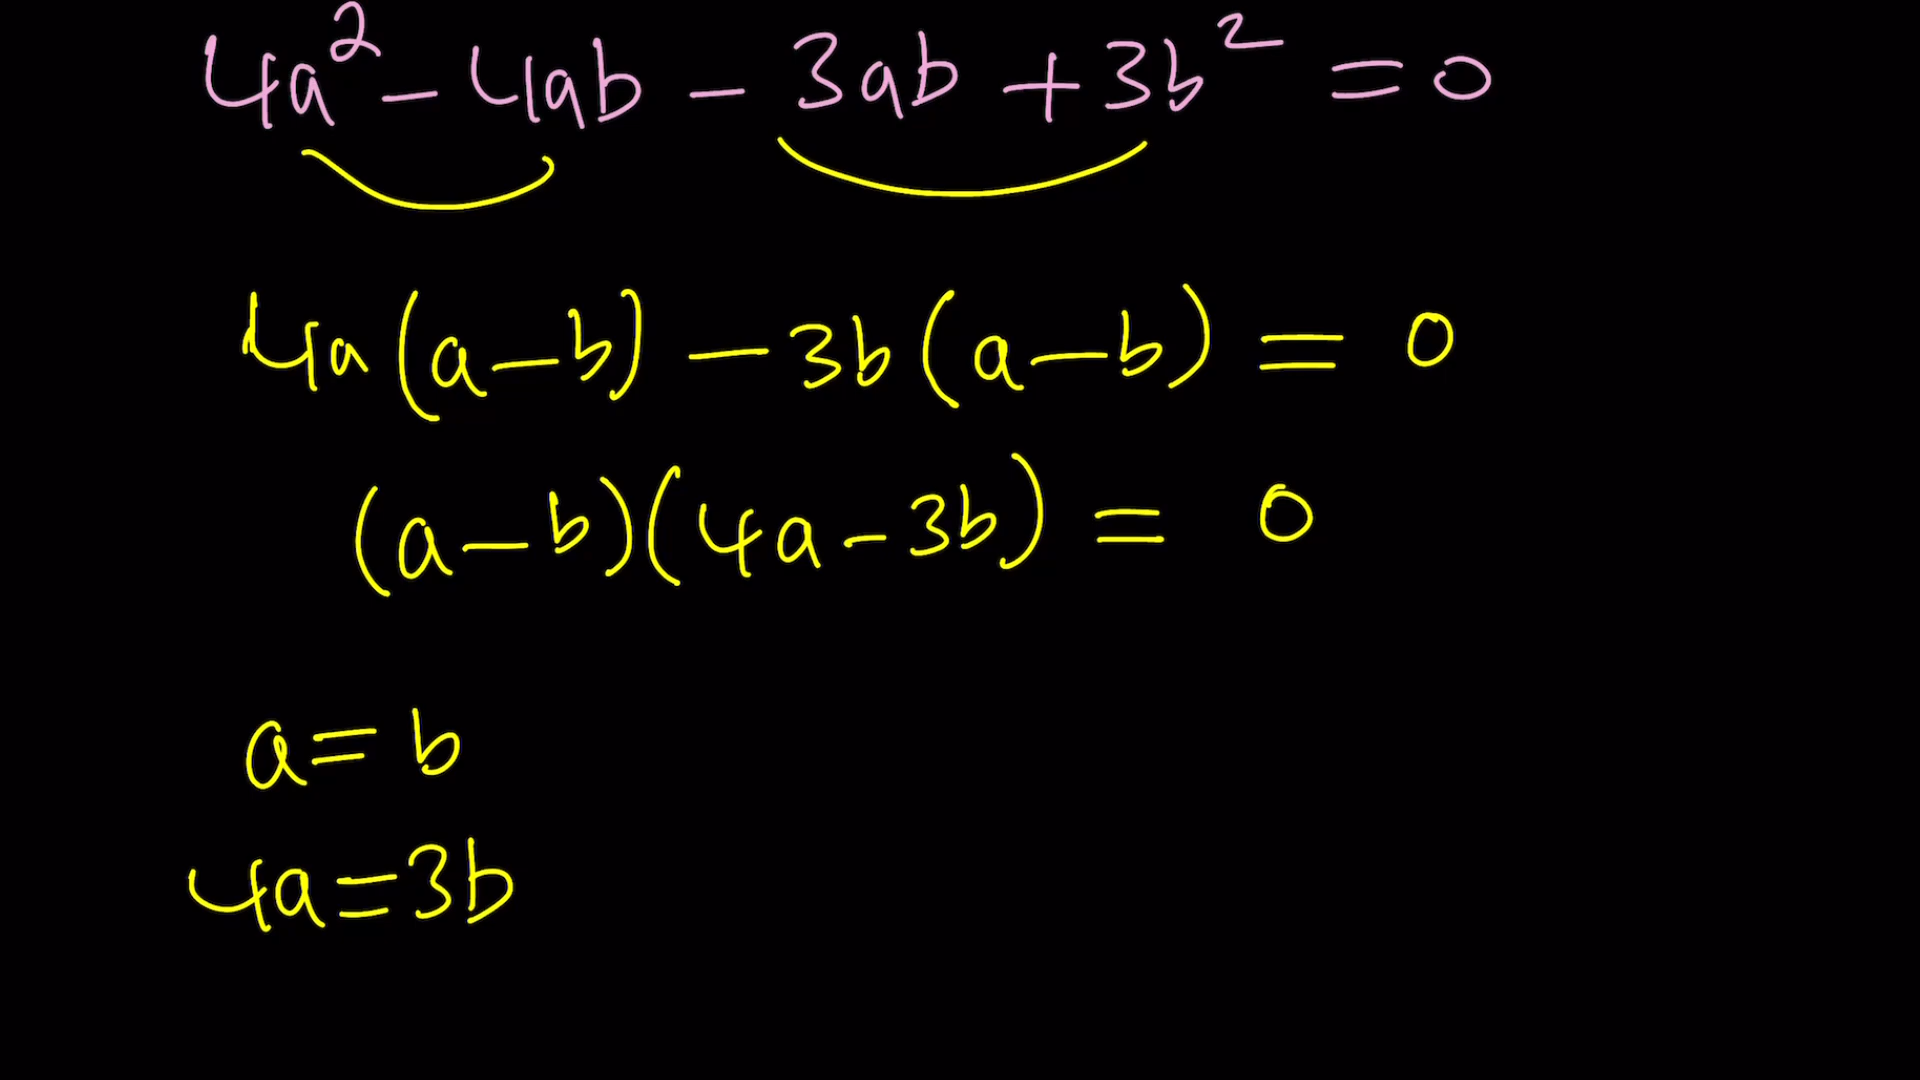 4a² - 4ab - 3ab + 3b² = 0
4a(a-b) - 3b(a-b) = 0
(a-b)(4a-3b) = 0
a = b
4a = 3b